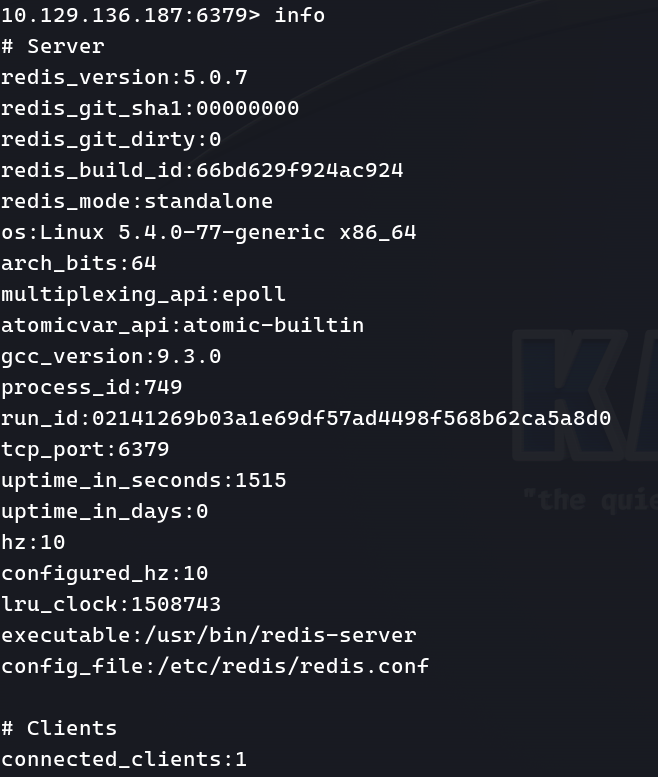 10.129.136.187:6379> info
# Server
redis_version:5.0.7
redis_git_sha1:00000000
redis_git_dirty:0
redis_build_id:66bd629f924ac924
redis_mode:standalone
os:Linux 5.4.0-77-generic x86_64
arch_bits:64
multiplexing_api:epoll
atomicvar_api:atomic-builtin
gcc_version:9.3.0
process_id:749
run_id:02141269b03a1e69df57ad4498f568b62ca5a8d0
tcp_port:6379
uptime_in_seconds:1515
uptime_in_days:0
hz:10
configured_hz:10
lru_clock:1508743
executable:/usr/bin/redis-server
config_file:/etc/redis/redis.conf

# Clients
connected_clients:1
"the